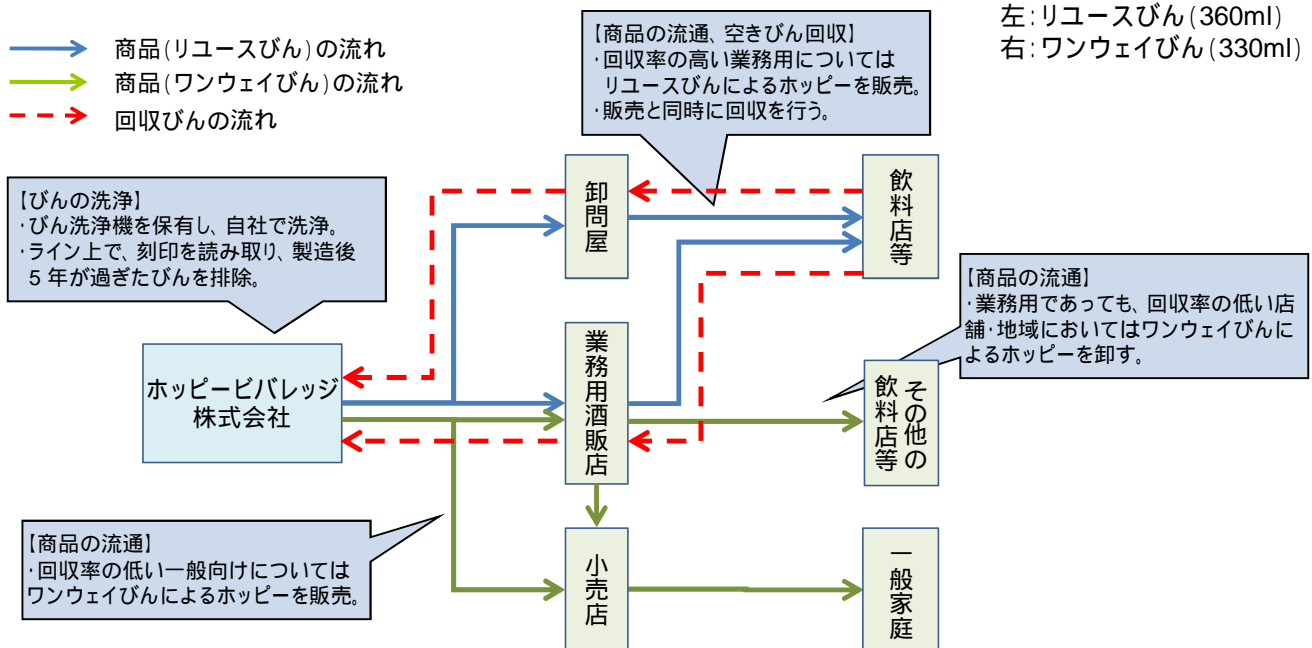 左:リユースびん(360ml)
右:ワンウェイびん(330ml)
商品(リユースびん)の流れ
商品(ワンウェイびん)の流れ
回収びんの流れ
【商品の流通、空きびん回収】
・回収率の高い業務用については
リユースびんによるホッピーを販売。
・販売と同時に回収を行う。
【びんの洗浄】
・びん洗浄機を保有し、自社で洗浄。
・ライン上で、刻印を読み取り、製造後
5年が過ぎたびんを排除。
卸問屋
飲料店等
【商品の流通】
・業務用であっても、回収率の低い店
舗・地域においてはワンウェイびんに
よるホッピーを卸す。
ホッピービバレッジ
株式会社
業務用酒販店
その他の
飲料店等
【商品の流通】
・回収率の低い一般向けについては
ワンウェイびんによるホッピーを販売。
小売店
一般家庭